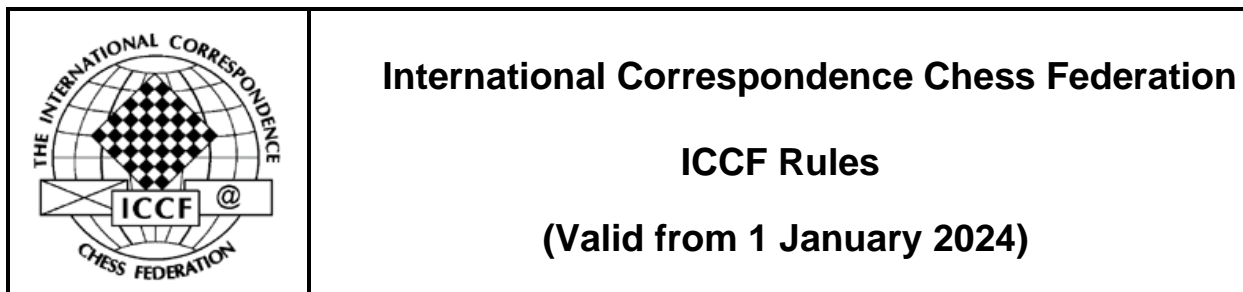 THE INTERNATIONAL CORRESPONDENCE
ICCF
@
CHESS FEDERATION
International Correspondence Chess Federation
ICCF Rules
(Valid from 1 January 2024)